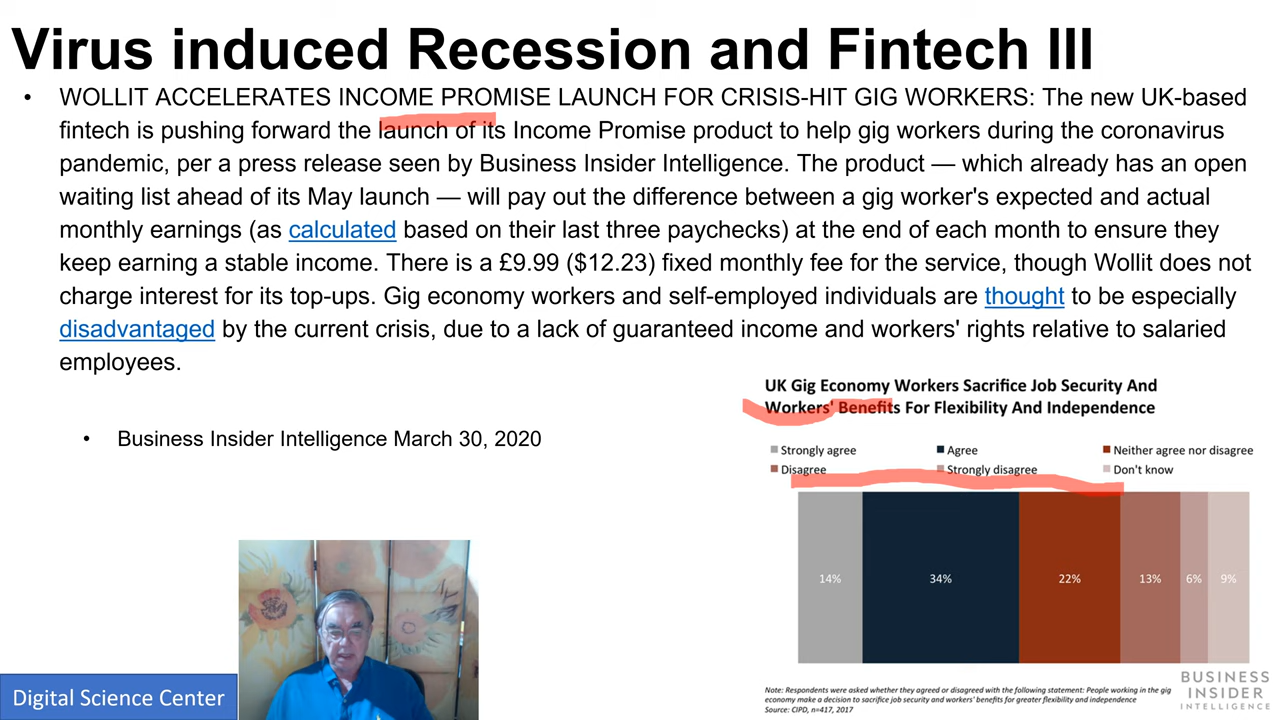 Virus induced Recession and Fintech III
• WOLLIT ACCELERATES INCOME PROMISE LAUNCH FOR CRISIS-HIT GIG WORKERS: The new UK-based
fintech is pushing forward the launch of its Income Promise product to help gig workers during the coronavirus
pandemic, per a press release seen by Business Insider Intelligence. The product — which already has an open
waiting list ahead of its May launch — will pay out the difference between a gig worker's expected and actual
monthly earnings (as calculated based on their last three paychecks) at the end of each month to ensure they
keep earning a stable income. There is a £9.99 ($12.23) fixed monthly fee for the service, though Wollit does not
charge interest for its top-ups. Gig economy workers and self-employed individuals are thought to be especially
disadvantaged by the current crisis, due to a lack of guaranteed income and workers' rights relative to salaried
employees.
• Business Insider Intelligence March 30, 2020
UK Gig Economy Workers Sacrifice Job Security And
Workers' Benefits For Flexibility And Independence
Strongly agree Agree Neither agree nor disagree
Disagree Strongly disagree Don't know
14% 34% 22% 13% 6% 9%
Note: Respondents were asked whether they agreed or disagreed with the following statement: People working in the gig
economy make a decision to sacrifice job security and workers' benefits for greater flexibility and independence
Source: CIPD, n=417, 2017
BUSINESS
INSIDER
INTELLIGENCE
Digital Science Center